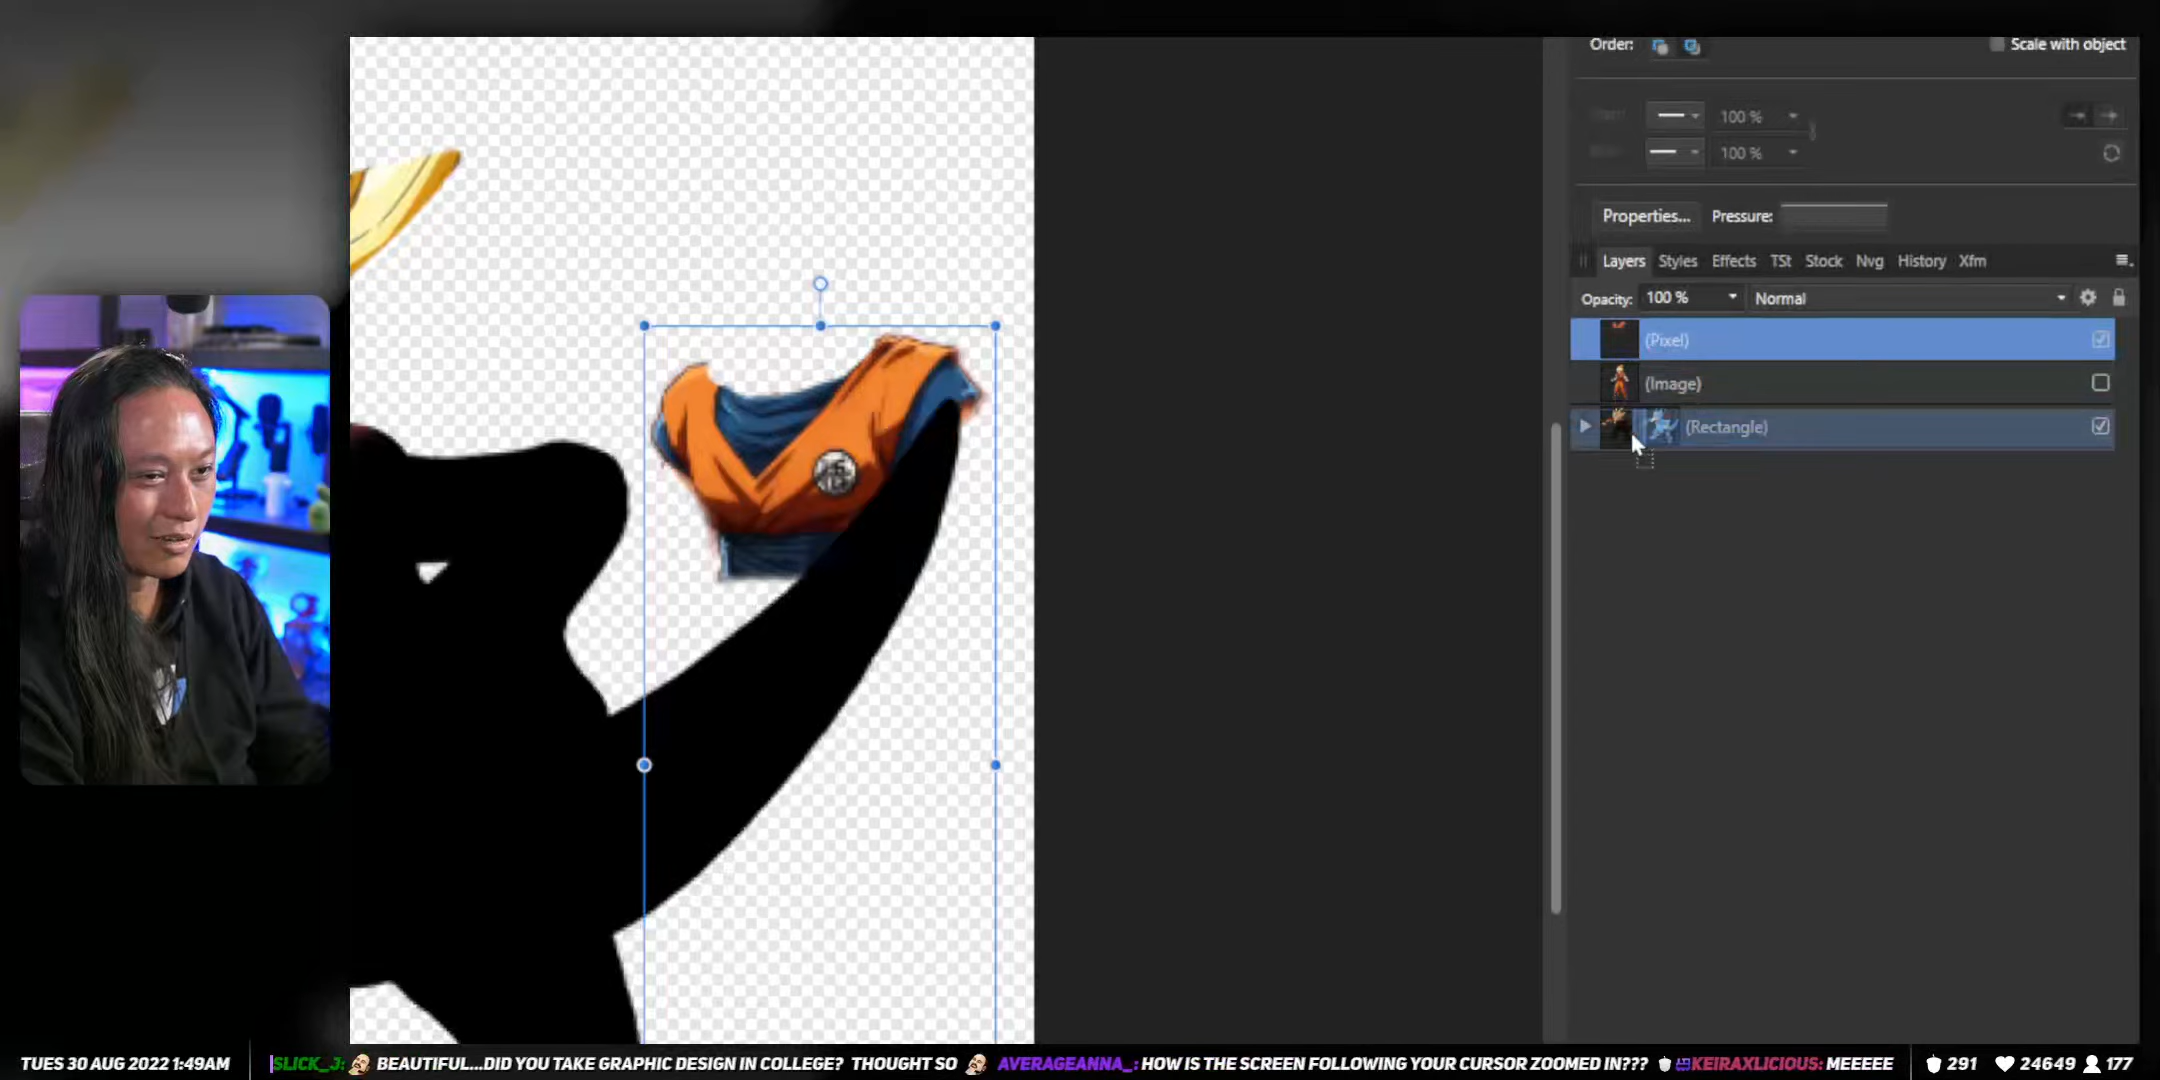 Order: Scale with object
100 %
100 %
Properties... Pressure:
Layers Styles Effects TSt Stock Nvg History Xfm
Opacity: 100 % Normal
(Pixel)
(Image)
(Rectangle)
TUES 30 AUG 2022 1:49AM SLICK_J: BEAUTIFUL...DID YOU TAKE GRAPHIC DESIGN IN COLLEGE? THOUGHT SO AVERAGEANNA_: HOW IS THE SCREEN FOLLOWING YOUR CURSOR ZOOMED IN??? KEIRAXLICIOUS: MEEEEE 291 24649 177